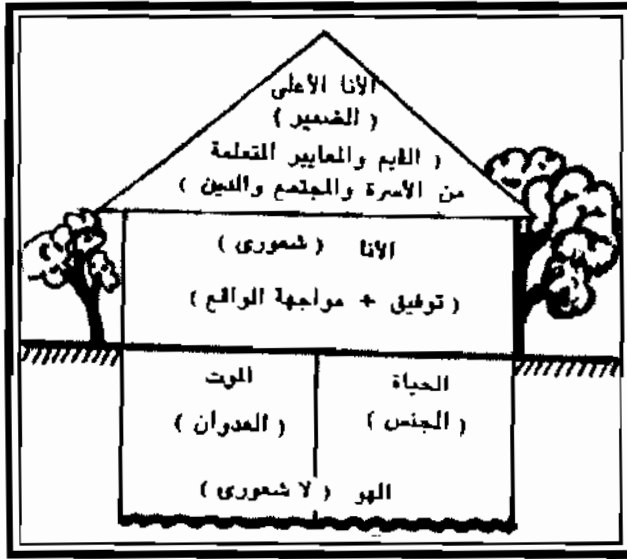 الأنا الأعلى
( الضمير )
( القيم والمعايير المتعلمة
من الأسرة والمجتمع والدين )
الأنا ( شعورى )
( توفيق + مواجهة الواقع )
الحياة الموت
( الجنس ) ( العدوان )
الهو ( لا شعورى )